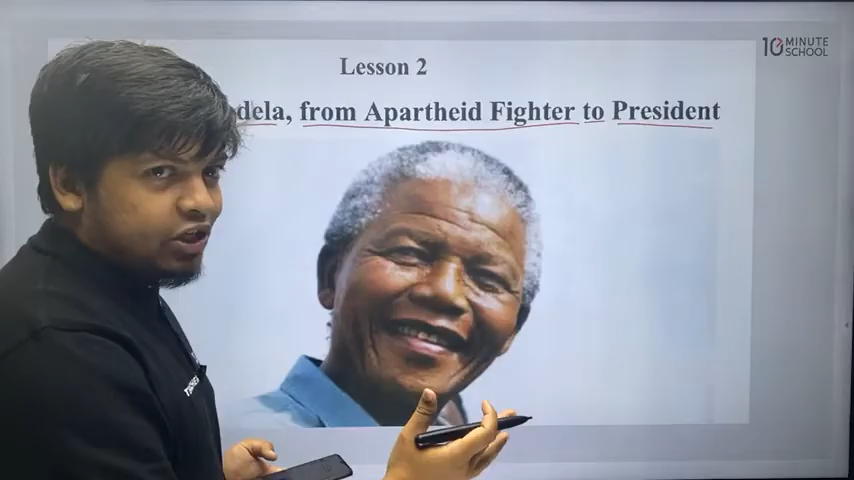 Lesson 2
dela, from Apartheid Fighter to President
10 MINUTE
SCHOOL